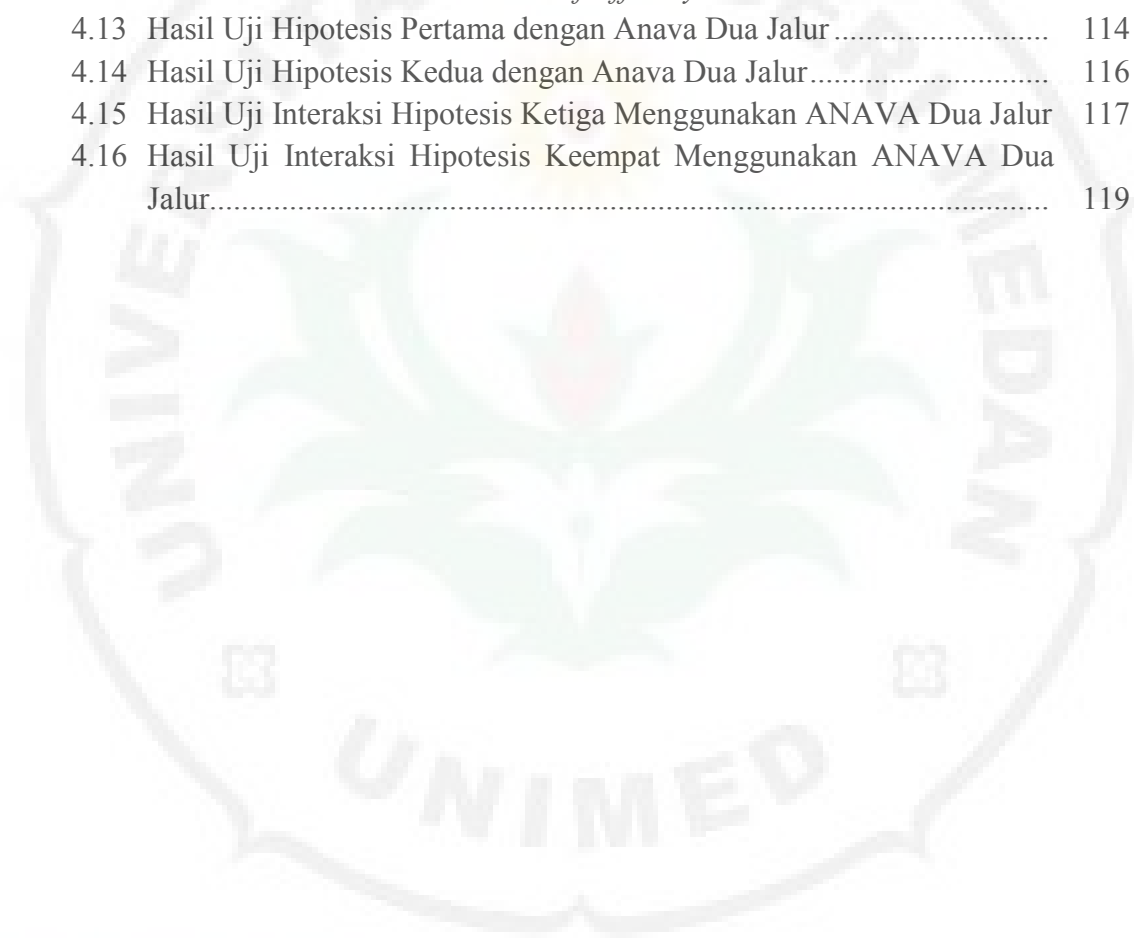 4.13 Hasil Uji Hipotesis Pertama dengan Anava Dua Jalur........................... 114
4.14 Hasil Uji Hipotesis Kedua dengan Anava Dua Jalur.............................. 116
4.15 Hasil Uji Interaksi Hipotesis Ketiga Menggunakan ANAVA Dua Jalur 117
4.16 Hasil Uji Interaksi Hipotesis Keempat Menggunakan ANAVA Dua
Jalur......................................................................................................... 119
MEDAN
UNIMED